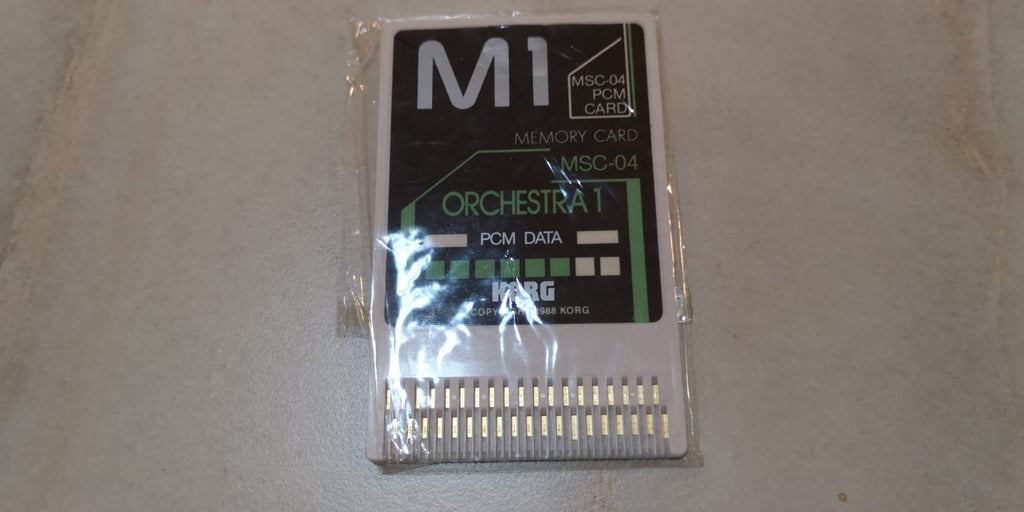 M1
MSC-04
PCM
CARD
MEMORY CARD
MSC-04
ORCHESTRA 1
PCM DATA
KORG
1988 KORG